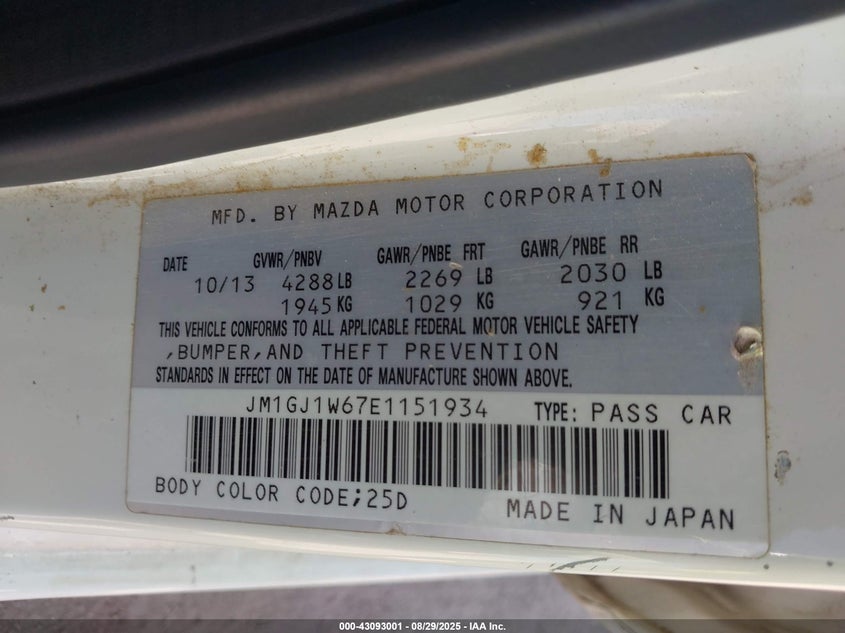 MFD. BY MAZDA MOTOR CORPORATION
DATE GVWR/PNBV GAWR/PNBE FRT GAWR/PNBE RR
10/13 4288 LB 2269 LB 2030 LB
1945 KG 1029 KG 921 KG
THIS VEHICLE CONFORMS TO ALL APPLICABLE FEDERAL MOTOR VEHICLE SAFETY
,BUMPER,AND THEFT PREVENTION
STANDARDS IN EFFECT ON THE DATE OF MANUFACTURE SHOWN ABOVE.
JM1GJ1W67E1151934 TYPE: PASS CAR
BODY COLOR CODE;25D
MADE IN JAPAN
000-43093001 - 08/29/2025 - IAA Inc.